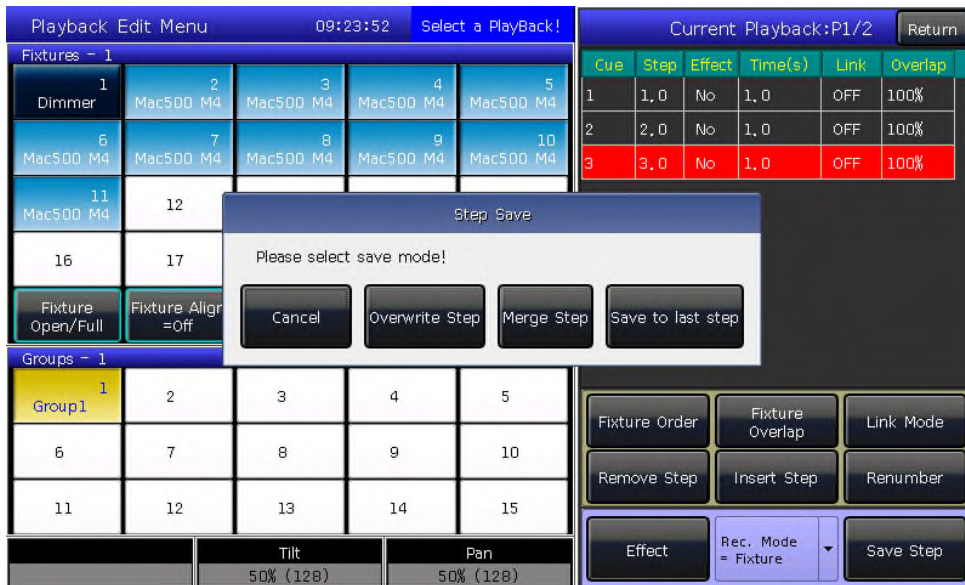 Playback Edit Menu 09:23:52 Select a PlayBack!
Fixtures - 1
1 Dimmer
2 Mac500 M4
3 Mac500 M4
4 Mac500 M4
5 Mac500 M4
6 Mac500 M4
7 Mac500 M4
8 Mac500 M4
9 Mac500 M4
10 Mac500 M4
11 Mac500 M4
12
16
17
Fixture Open/Full
Fixture Align =Off
Step Save
Please select save mode!
Cancel
Overwrite Step
Merge Step
Save to last step
Groups - 1
1 Group1
2
3
4
5
6
7
8
9
10
11
12
13
14
15
Tilt
50% (128)
Pan
50% (128)
Current Playback:P1/2
Return
Cue Step Effect Time(s) Link Overlap
1 1.0 No 1.0 OFF 100%
2 2.0 No 1.0 OFF 100%
3 3.0 No 1.0 OFF 100%
Fixture Order
Fixture Overlap
Link Mode
Remove Step
Insert Step
Renumber
Effect
Rec. Mode
= Fixture
Save Step